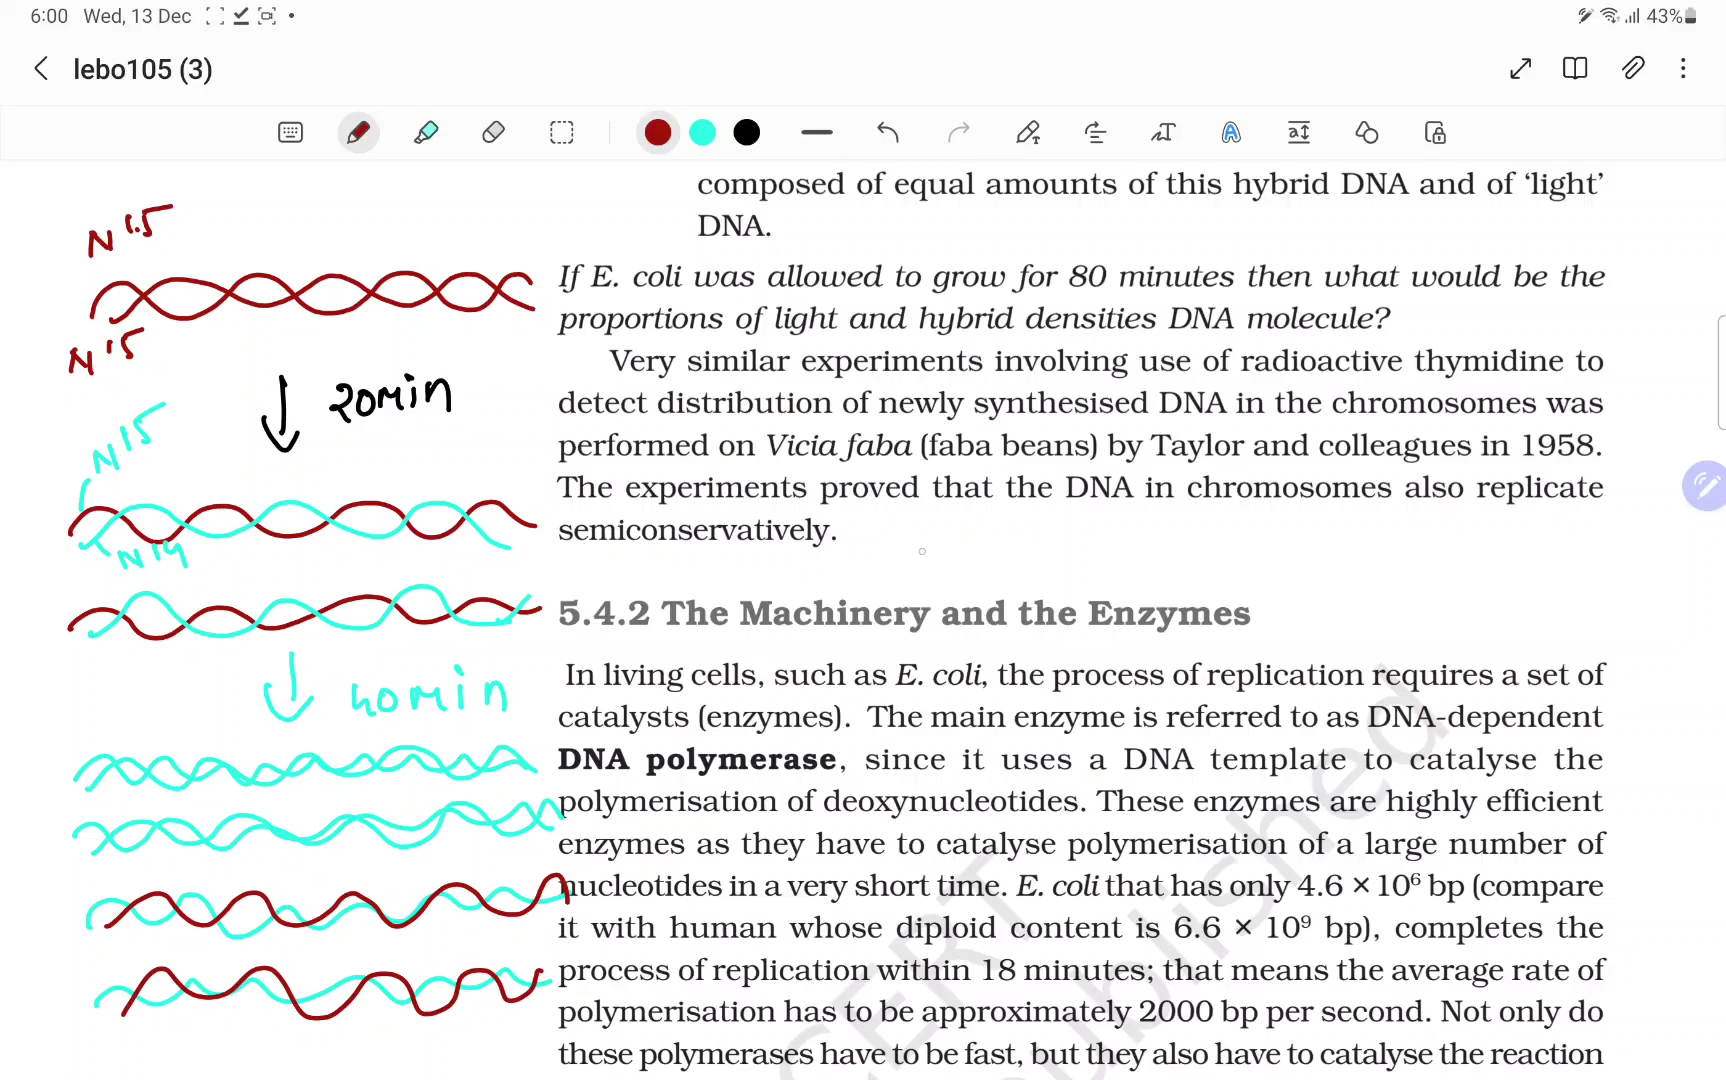 6:00 Wed, 13 Dec
43%
lebo105 (3)
composed of equal amounts of this hybrid DNA and of ‘light’
DNA.
If E. coli was allowed to grow for 80 minutes then what would be the
proportions of light and hybrid densities DNA molecule?
Very similar experiments involving use of radioactive thymidine to
detect distribution of newly synthesised DNA in the chromosomes was
performed on Vicia faba (faba beans) by Taylor and colleagues in 1958.
The experiments proved that the DNA in chromosomes also replicate
semiconservatively.
5.4.2 The Machinery and the Enzymes
In living cells, such as E. coli, the process of replication requires a set of
catalysts (enzymes). The main enzyme is referred to as DNA-dependent
DNA polymerase, since it uses a DNA template to catalyse the
polymerisation of deoxynucleotides. These enzymes are highly efficient
enzymes as they have to catalyse polymerisation of a large number of
nucleotides in a very short time. E. coli that has only 4.6 × 10⁶ bp (compare
it with human whose diploid content is 6.6 × 10⁹ bp), completes the
process of replication within 18 minutes; that means the average rate of
polymerisation has to be approximately 2000 bp per second. Not only do
these polymerases have to be fast, but they also have to catalyse the reaction
N¹⁵
N¹⁵
20min
N¹⁵
N¹⁴
40min
CERT
published